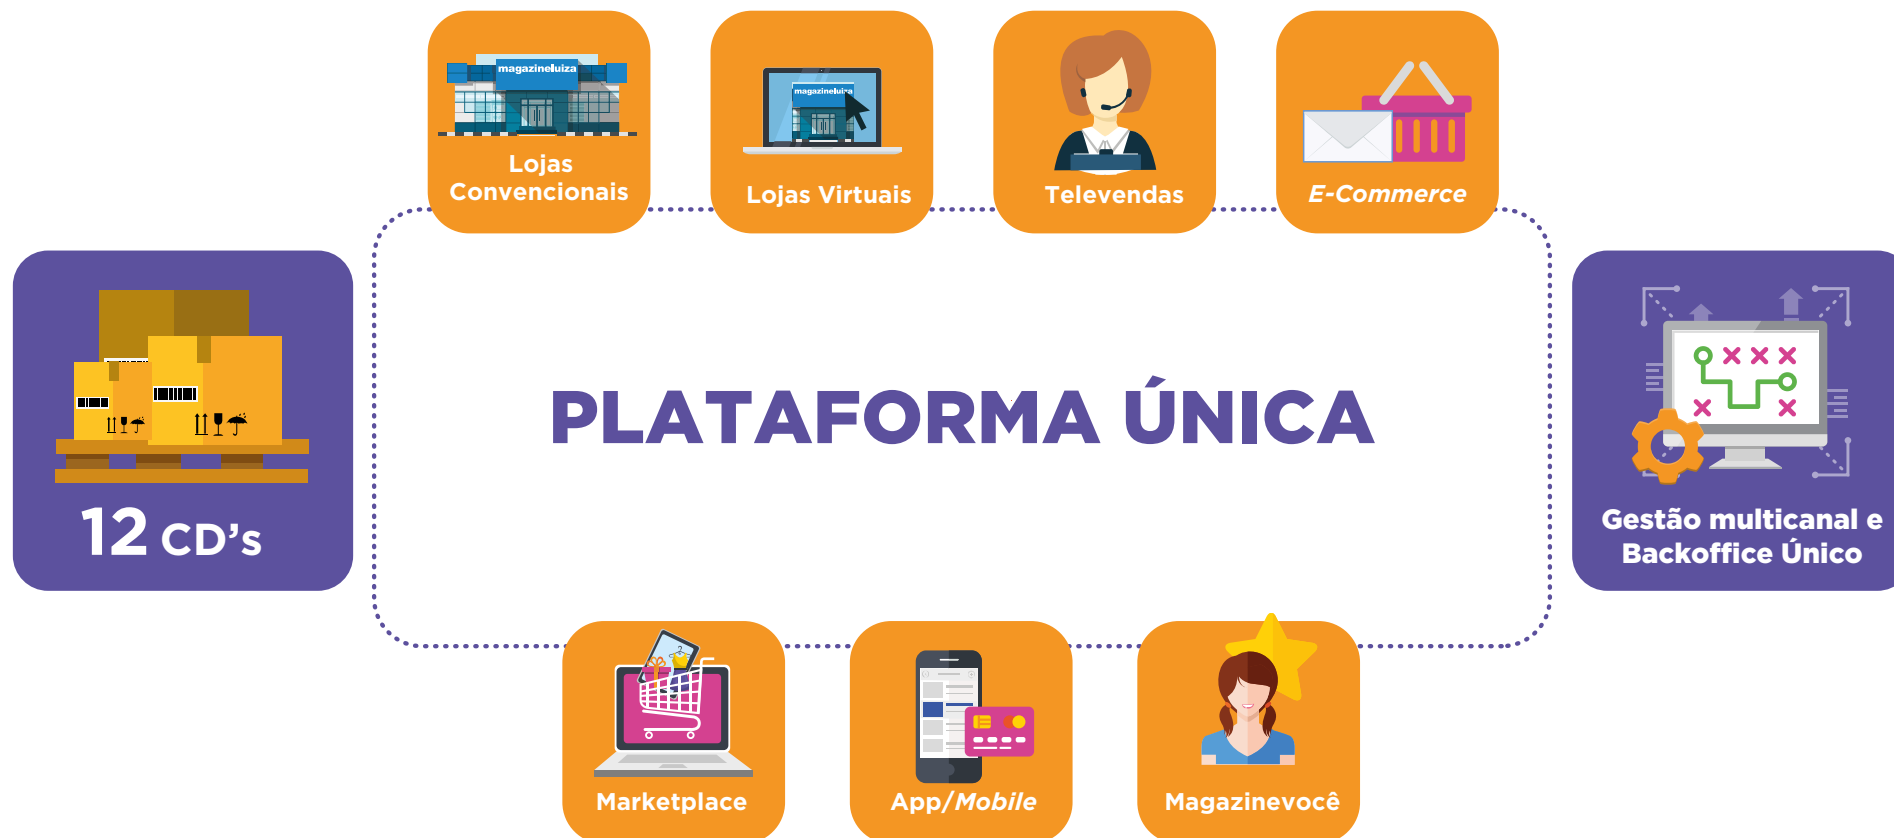 magazineluiza
Lojas
Convencionais
magazineluiza
Lojas Virtuais
Televendas
E-Commerce
12 CD’s
PLATAFORMA ÚNICA
Gestão multicanal e
Backoffice Único
Marketplace
App/Mobile
Magazinevocê